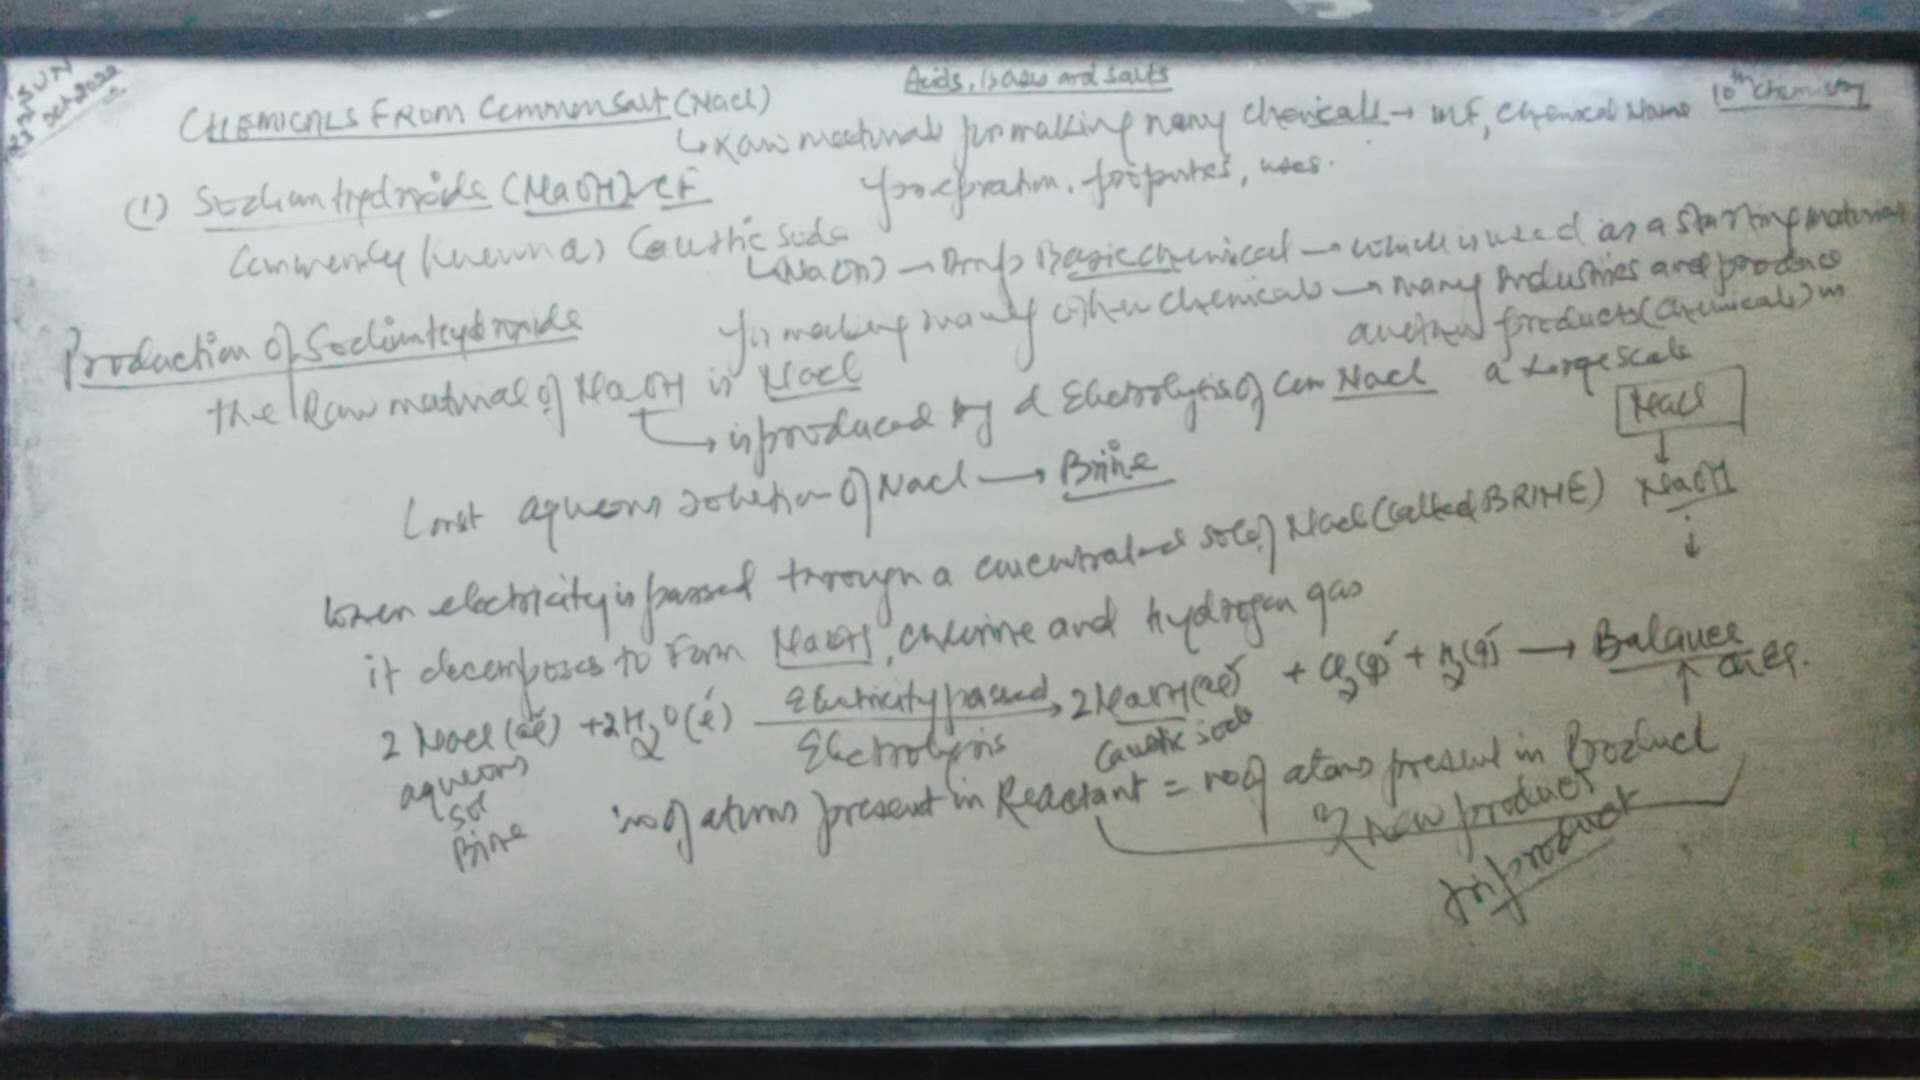 SUN
23rd Oct 2022
Acids, Bases and Salts
10th Chemistry
CHEMICALS FROM Common Salt (NaCl)
↳ Raw material for making many chemicals → MF, Chemical Name
preparation, properties, uses.
(1) Sodium hydroxide (NaOH) CF
Commonly known as Caustic Soda
↳ (NaOH) → Imp Basic chemical → which is used as a starting material
for making many other chemicals → many Industries and produce
another products (chemicals) in
a Large scale
Production of Sodium hydroxide
the Raw material of NaOH is NaCl
↳ is produced by Electrolysis of NaCl
NaCl
↓
NaOH
↓
aqueous solution of NaCl → Brine
when electricity is passed through a concentrated sol of NaCl (called BRINE)
it decomposes to form NaOH, chlorine and hydrogen gas
2 NaCl (aq) + 2H2O (l) Electricity passed → 2NaOH (aq) + Cl2(g) + H2(g) → Balance
Electrolysis
ch eq.
Caustic soda
aqueous
sol
Brine
no of atoms present in Reactant = no of atoms present in Product
3 New product
product